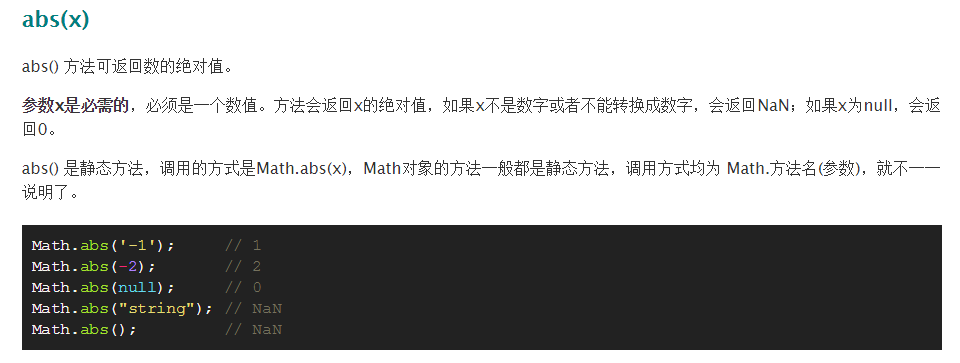 abs(x)
abs() 方法可返回数的绝对值。
参数x是必需的，必须是一个数值。方法会返回x的绝对值，如果x不是数字或者不能转换成数字，会返回NaN；如果x为null，会返
回0。
abs() 是静态方法，调用的方式是Math.abs(x)，Math对象的方法一般都是静态方法，调用方式均为 Math.方法名(参数)，就不一一
说明了。
Math.abs('-1');     // 1
Math.abs(-2);       // 2
Math.abs(null);     // 0
Math.abs("string"); // NaN
Math.abs();         // NaN